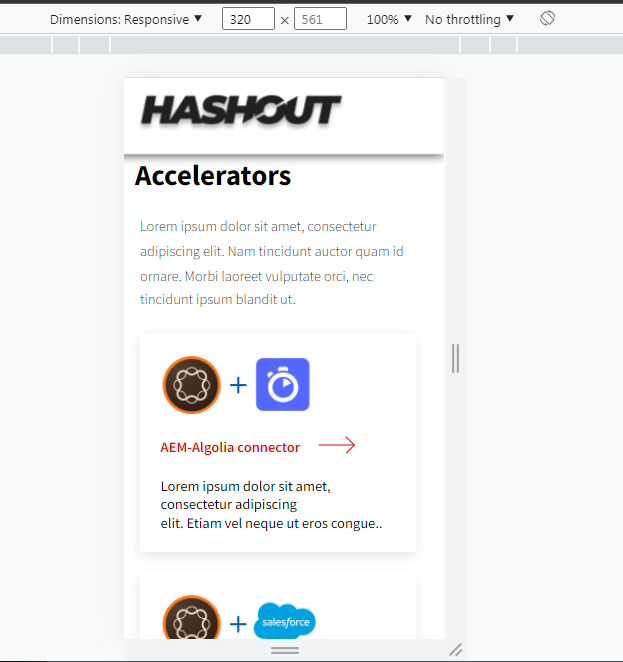 Dimensions: Responsive ▼ 320 × 561 100% ▼ No throttling ▼
HASHOUT
Accelerators
Lorem ipsum dolor sit amet, consectetur
adipiscing elit. Nam tincidunt auctor quam id
ornare. Morbi laoreet vulputate orci, nec
tincidunt ipsum blandit ut.
+
AEM-Algolia connector
Lorem ipsum dolor sit amet,
consectetur adipiscing
elit. Etiam vel neque ut eros congue..
+ salesforce